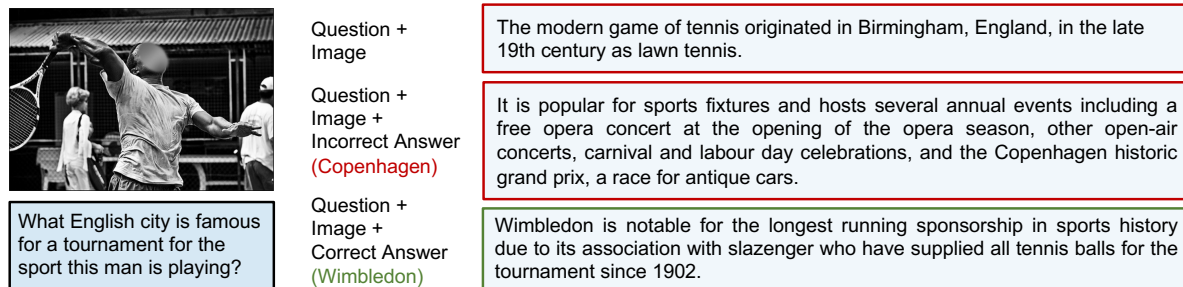 What English city is famous
for a tournament for the
sport this man is playing?
Question +
Image
The modern game of tennis originated in Birmingham, England, in the late
19th century as lawn tennis.
Question +
Image +
Incorrect Answer
(Copenhagen)
It is popular for sports fixtures and hosts several annual events including a
free opera concert at the opening of the opera season, other open-air
concerts, carnival and labour day celebrations, and the Copenhagen historic
grand prix, a race for antique cars.
Question +
Image +
Correct Answer
(Wimbledon)
Wimbledon is notable for the longest running sponsorship in sports history
due to its association with slazenger who have supplied all tennis balls for the
tournament since 1902.